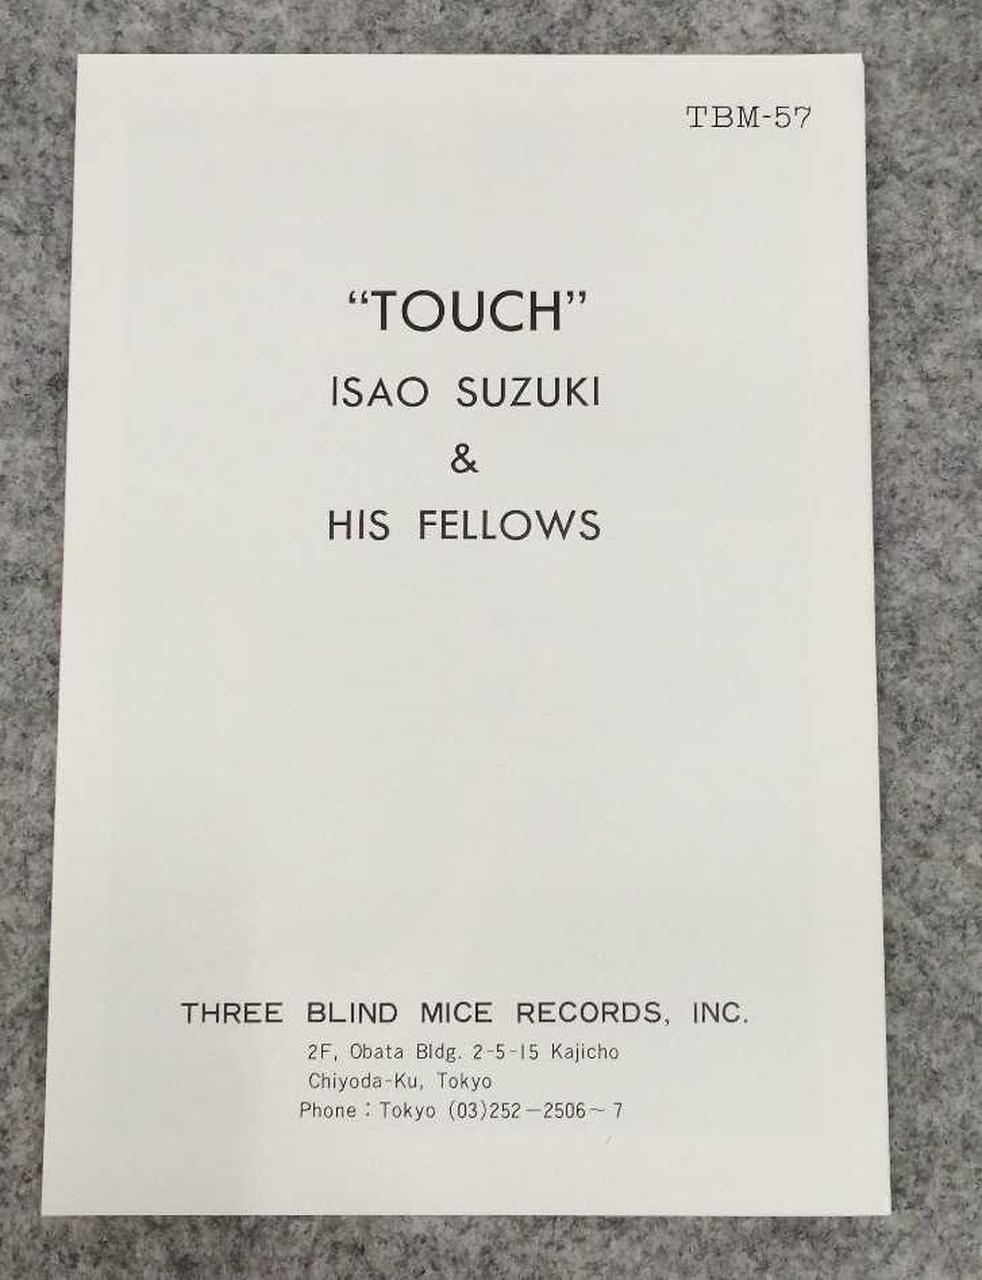 TBM-57
“TOUCH”
ISAO SUZUKI
&
HIS FELLOWS
THREE BLIND MICE RECORDS, INC.
2F, Obata Bldg. 2-5-15 Kajicho
Chiyoda-Ku, Tokyo
Phone : Tokyo (03)252－2506～7